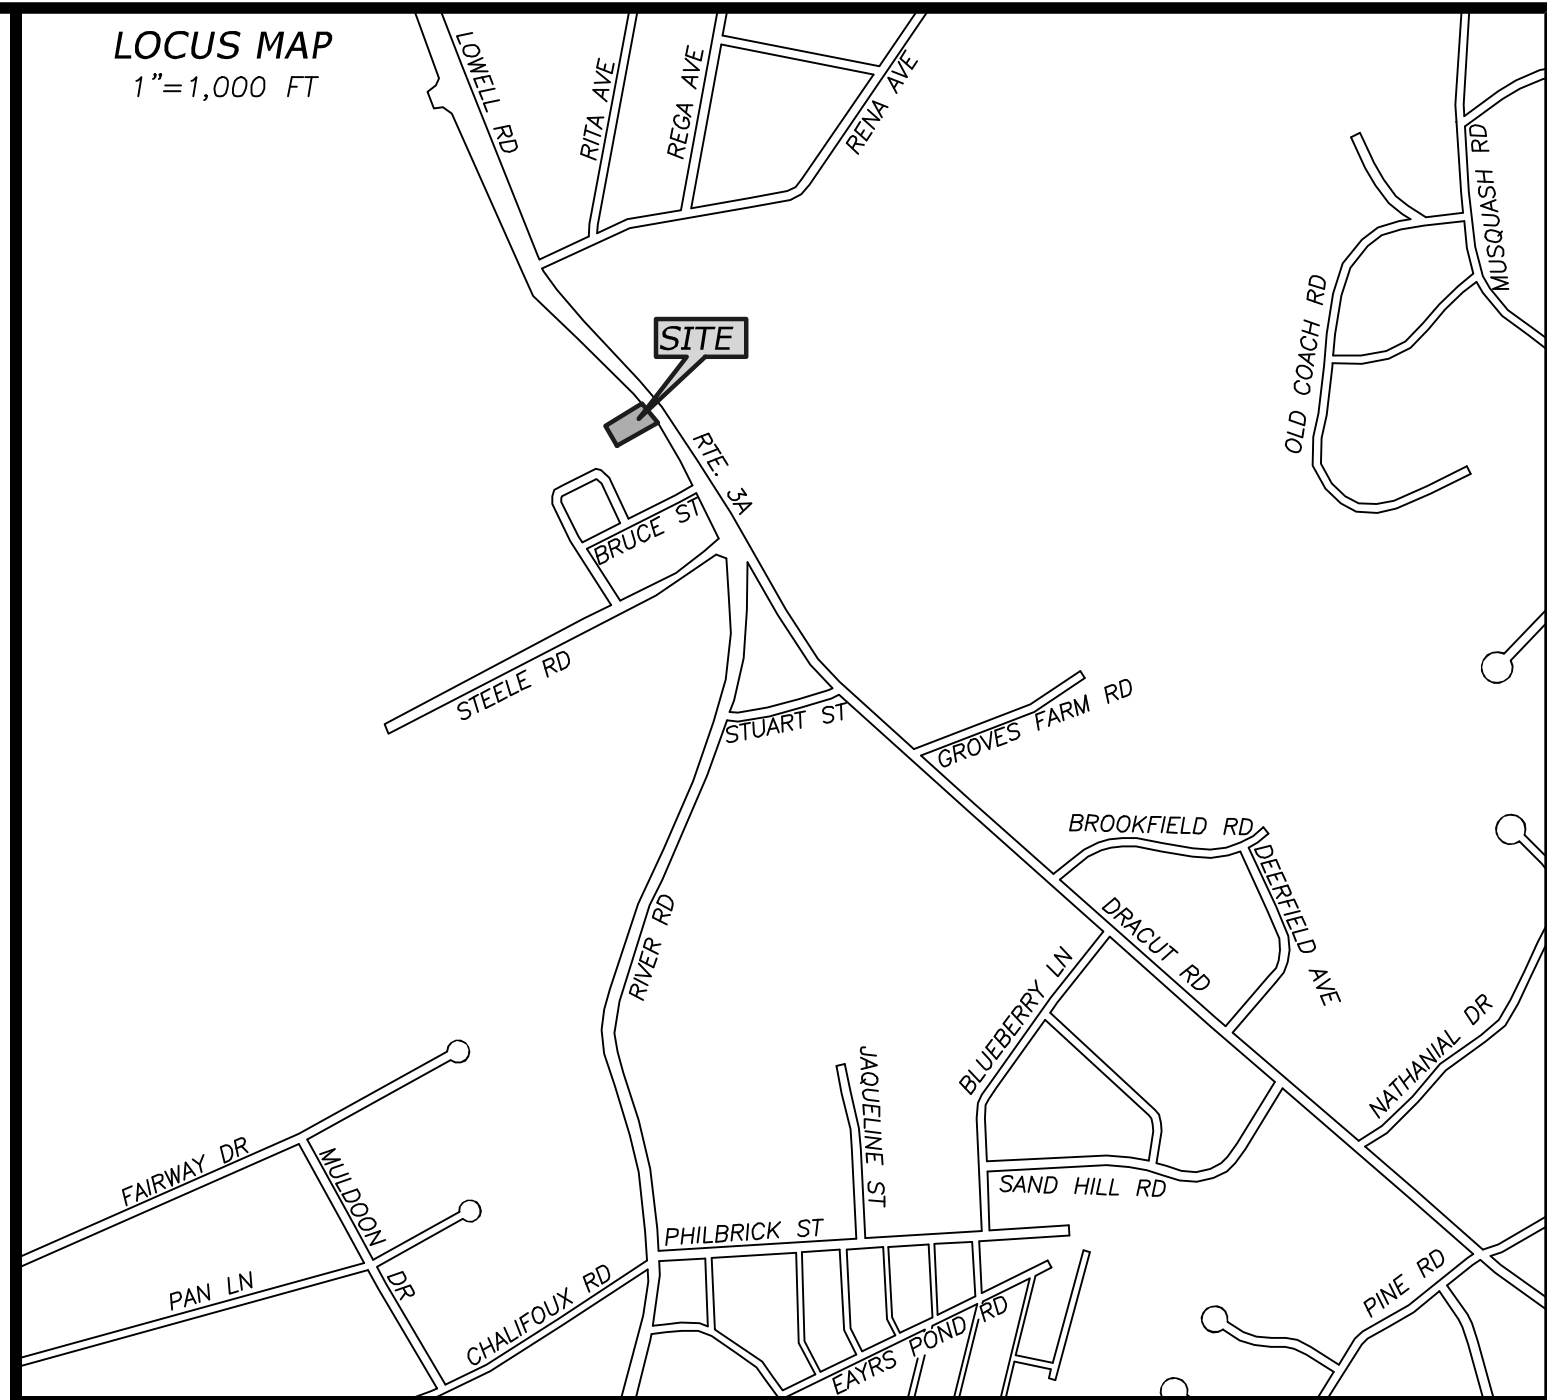 LOCUS MAP
1"=1,000 FT
LOWELL RD
RITA AVE
REGA AVE
RENA AVE
MUSQUASH RD
OLD COACH RD
SITE
RTE. 3A
BRUCE ST
STEELE RD
STUART ST
GROVES FARM RD
BROOKFIELD RD
DEERFIELD AVE
DRACUT RD
RIVER RD
BLUEBERRY LN
NATHANIAL DR
JAQUELINE ST
FAIRWAY DR
MULDOON DR
SAND HILL RD
PHILBRICK ST
PAN LN
CHALIFOUX RD
PINE RD
EAYRS POND RD